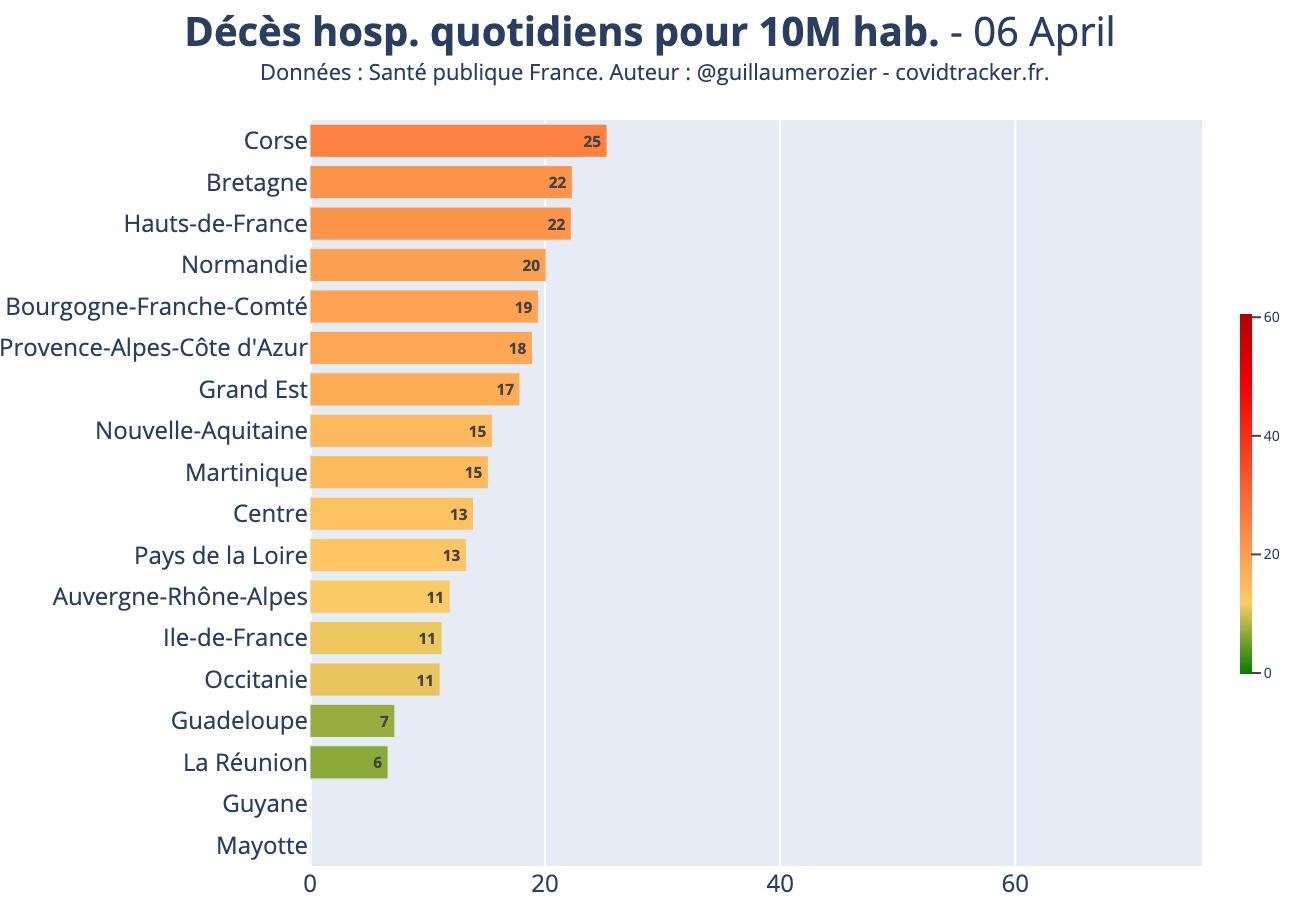 Décès hosp. quotidiens pour 10M hab. - 06 April
Données : Santé publique France. Auteur : @guillaumerozier - covidtracker.fr.
Corse 25
Bretagne 22
Hauts-de-France 22
Normandie 20
Bourgogne-Franche-Comté 19
Provence-Alpes-Côte d'Azur 18
Grand Est 17
Nouvelle-Aquitaine 15
Martinique 15
Centre 13
Pays de la Loire 13
Auvergne-Rhône-Alpes 11
Ile-de-France 11
Occitanie 11
Guadeloupe 7
La Réunion 6
Guyane
Mayotte
0 20 40 60
60
40
20
0